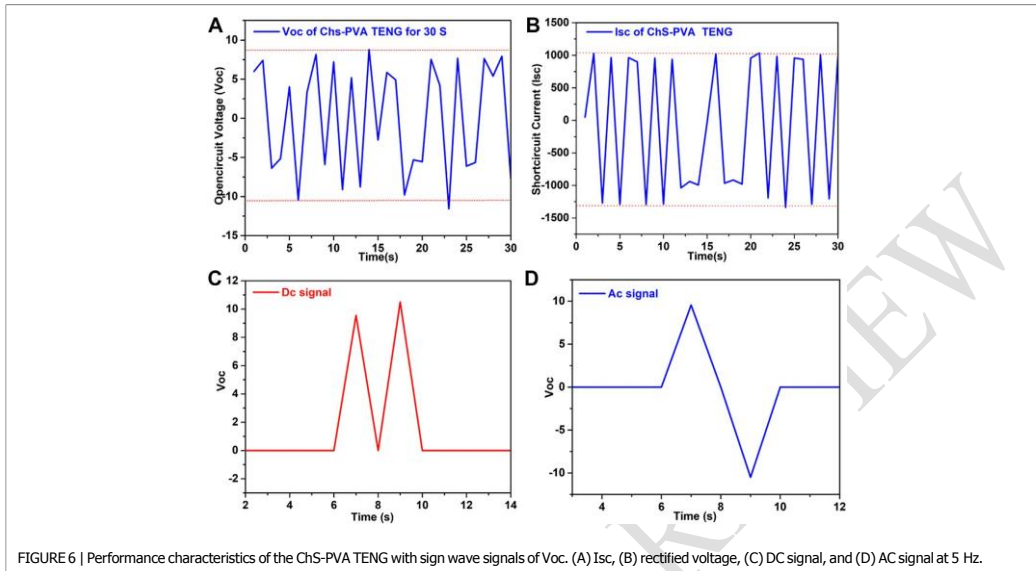 A
Voc of Chs-PVA TENG for 30 S
10
5
0
-5
-10
-15
Opencircuit Voltage (Voc)
0 5 10 15 20 25 30
Time(s)
B
Isc of ChS-PVA TENG
1500
1000
500
0
-500
-1000
-1500
Shortcircuit Current (Isc)
0 5 10 15 20 25 30
Time(s)
C
Dc signal
12
10
8
6
4
2
0
-2
Voc
2 4 6 8 10 12 14
Time (s)
D
Ac signal
10
5
0
-5
-10
Voc
4 6 8 10 12
Time (s)
FIGURE 6 | Performance characteristics of the ChS-PVA TENG with sign wave signals of Voc. (A) Isc, (B) rectified voltage, (C) DC signal, and (D) AC signal at 5 Hz.